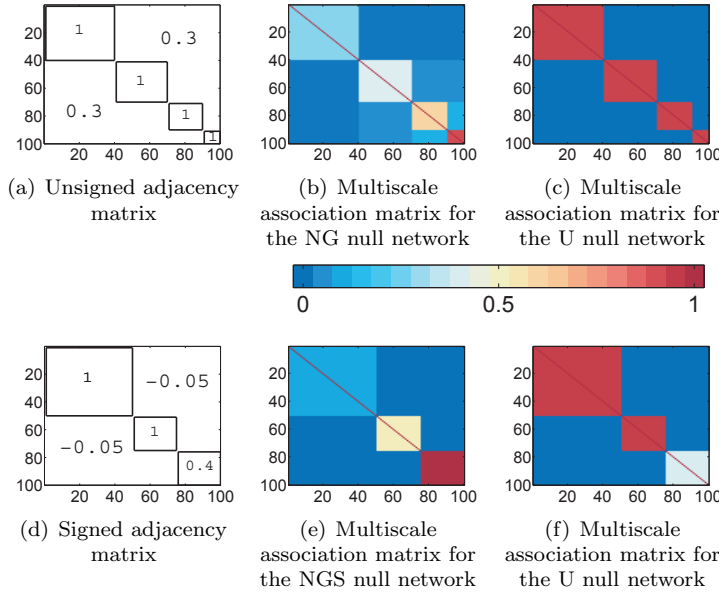 1
0.3
1
0.3
1
1
20
40
60
80
100
20 40 60 80 100
20
40
60
80
100
20 40 60 80 100
20
40
60
80
100
20 40 60 80 100
(a) Unsigned adjacency
matrix
(b) Multiscale
association matrix for
the NG null network
(c) Multiscale
association matrix for
the U null network
0 0.5 1
1
-0.05
1
-0.05
0.4
20
40
60
80
100
20 40 60 80 100
20
40
60
80
100
20 40 60 80 100
20
40
60
80
100
20 40 60 80 100
(d) Signed adjacency
matrix
(e) Multiscale
association matrix for
the NGS null network
(f) Multiscale
association matrix for
the U null network